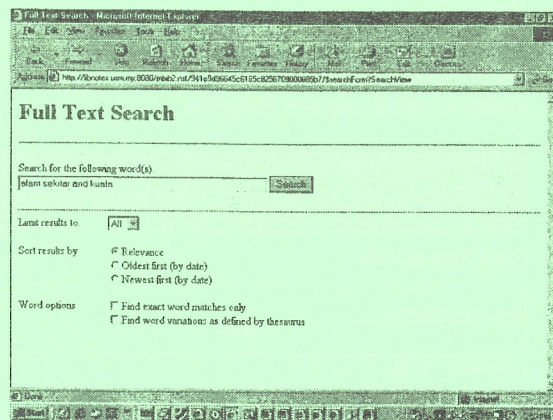 Full Text Search - Microsoft Internet Explorer
File Edit View Favorites Tools Help
Back Forward Stop Refresh Home Search Favorites History Mail Print Edit
Address
Full Text Search
Search for the following word(s)
alam sekitar and kuala Search
Limit results to: All
Sort results by Relevance
Oldest first (by date)
Newest first (by date)
Word options Find exact word matches only
Find word variations as defined by thesaurus
Done Internet
Start